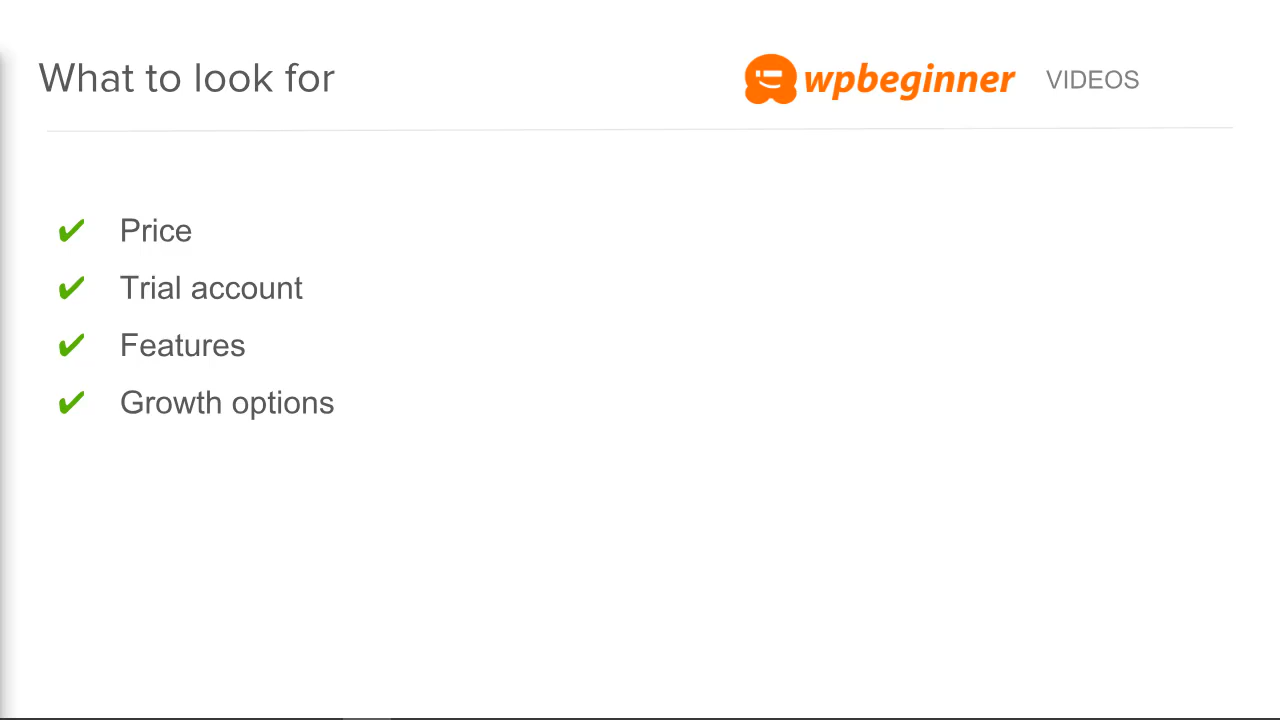 What to look for
wpbeginner VIDEOS
✔ Price
✔ Trial account
✔ Features
✔ Growth options